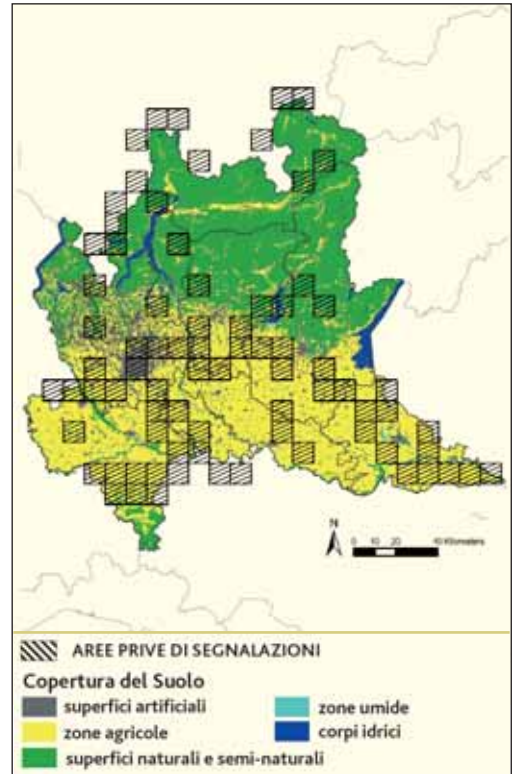 N
0 10 20 40 Kilometers
AREE PRIVE DI SEGNALAZIONI
Copertura del Suolo
superfici artificiali
zone umide
zone agricole
corpi idrici
superfici naturali e semi-naturali